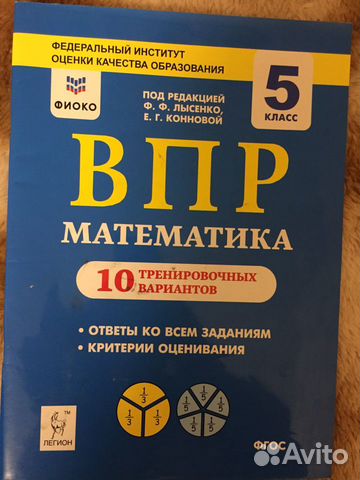 ФЕДЕРАЛЬНЫЙ ИНСТИТУТ
ОЦЕНКИ КАЧЕСТВА ОБРАЗОВАНИЯ
ФИОКО
ПОД РЕДАКЦИЕЙ
Ф. Ф. ЛЫСЕНКО,
Е. Г. КОННОВОЙ
5
КЛАСС
ВПР
МАТЕМАТИКА
10 ТРЕНИРОВОЧНЫХ
ВАРИАНТОВ
• ОТВЕТЫ КО ВСЕМ ЗАДАНИЯМ
• КРИТЕРИИ ОЦЕНИВАНИЯ
1/3 1/3 1/3
1/5 1/5 1/5 1/5 1/5
TM
ЛЕГИОН
ФГОС
Avito